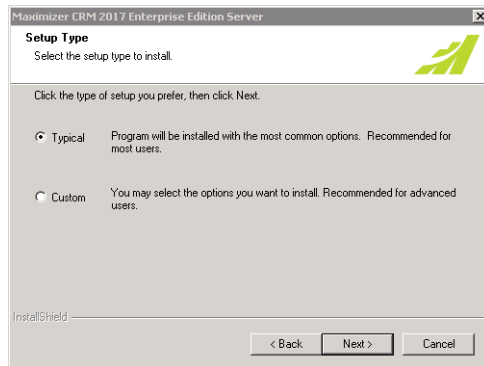 Maximizer CRM 2017 Enterprise Edition Server
Setup Type
Select the setup type to install.
Click the type of setup you prefer, then click Next.
Typical
Program will be installed with the most common options. Recommended for
most users.
Custom
You may select the options you want to install. Recommended for advanced
users.
InstallShield
< Back
Next >
Cancel